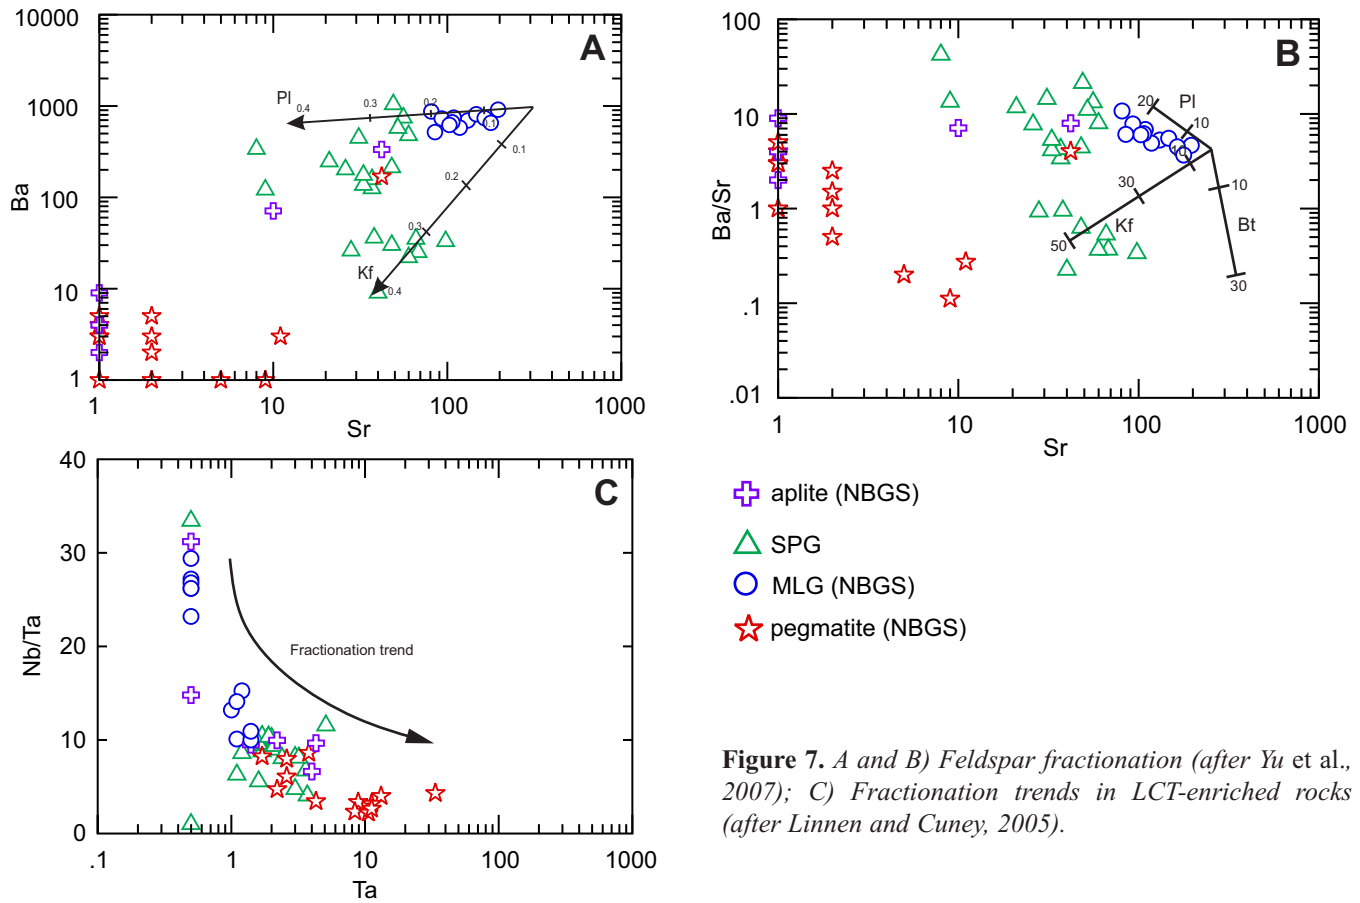 A
10000
1000
100
10
1
Ba
Pl
0.4
0.3
0.2
0.1
0.1
0.2
0.3
Kf
0.4
1
10
100
1000
Sr
B
100
10
1
.1
.01
Ba/Sr
20
Pl
10
10
30
Kf
50
10
Bt
30
1
10
100
1000
Sr
C
40
30
20
10
0
Nb/Ta
Fractionation trend
.1
1
10
100
1000
Ta
aplite (NBGS)
SPG
MLG (NBGS)
pegmatite (NBGS)
Figure 7. A and B) Feldspar fractionation (after Yu et al.,
2007); C) Fractionation trends in LCT-enriched rocks
(after Linnen and Cuney, 2005).